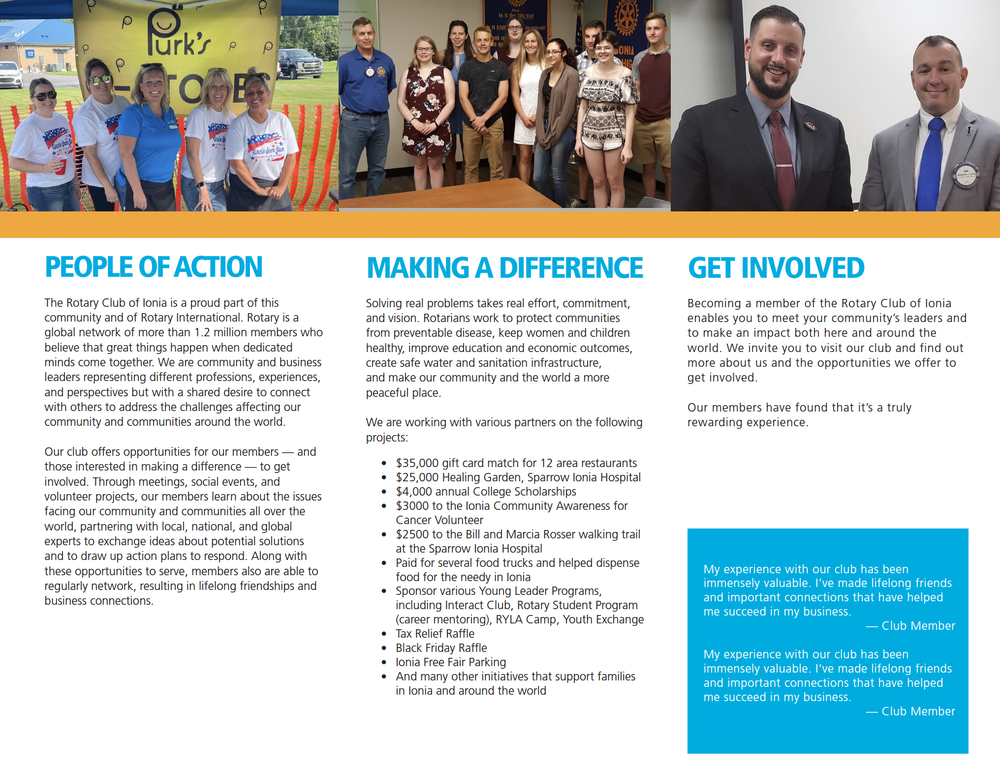 Purk's
ATM
Uncle Sam Jam
Uncle Sam Jam
ROTARY CLUB of IONIA
First -
Is it the TRUTH?
IONIA
BEN
PEOPLE OF ACTION
The Rotary Club of Ionia is a proud part of this
community and of Rotary International. Rotary is a
global network of more than 1.2 million members who
believe that great things happen when dedicated
minds come together. We are community and business
leaders representing different professions, experiences,
and perspectives but with a shared desire to connect
with others to address the challenges affecting our
community and communities around the world.
Our club offers opportunities for our members — and
those interested in making a difference — to get
involved. Through meetings, social events, and
volunteer projects, our members learn about the issues
facing our community and communities all over the
world, partnering with local, national, and global
experts to exchange ideas about potential solutions
and to draw up action plans to respond. Along with
these opportunities to serve, members also are able to
regularly network, resulting in lifelong friendships and
business connections.
MAKING A DIFFERENCE
Solving real problems takes real effort, commitment,
and vision. Rotarians work to protect communities
from preventable disease, keep women and children
healthy, improve education and economic outcomes,
create safe water and sanitation infrastructure,
and make our community and the world a more
peaceful place.
We are working with various partners on the following
projects:
• $35,000 gift card match for 12 area restaurants
• $25,000 Healing Garden, Sparrow Ionia Hospital
• $4,000 annual College Scholarships
• $3000 to the Ionia Community Awareness for
Cancer Volunteer
• $2500 to the Bill and Marcia Rosser walking trail
at the Sparrow Ionia Hospital
• Paid for several food trucks and helped dispense
food for the needy in Ionia
• Sponsor various Young Leader Programs,
including Interact Club, Rotary Student Program
(career mentoring), RYLA Camp, Youth Exchange
• Tax Relief Raffle
• Black Friday Raffle
• Ionia Free Fair Parking
• And many other initiatives that support families
in Ionia and around the world
GET INVOLVED
Becoming a member of the Rotary Club of Ionia
enables you to meet your community’s leaders and
to make an impact both here and around the
world. We invite you to visit our club and find out
more about us and the opportunities we offer to
get involved.
Our members have found that it’s a truly
rewarding experience.
My experience with our club has been
immensely valuable. I’ve made lifelong friends
and important connections that have helped
me succeed in my business.
— Club Member
My experience with our club has been
immensely valuable. I’ve made lifelong friends
and important connections that have helped
me succeed in my business.
— Club Member